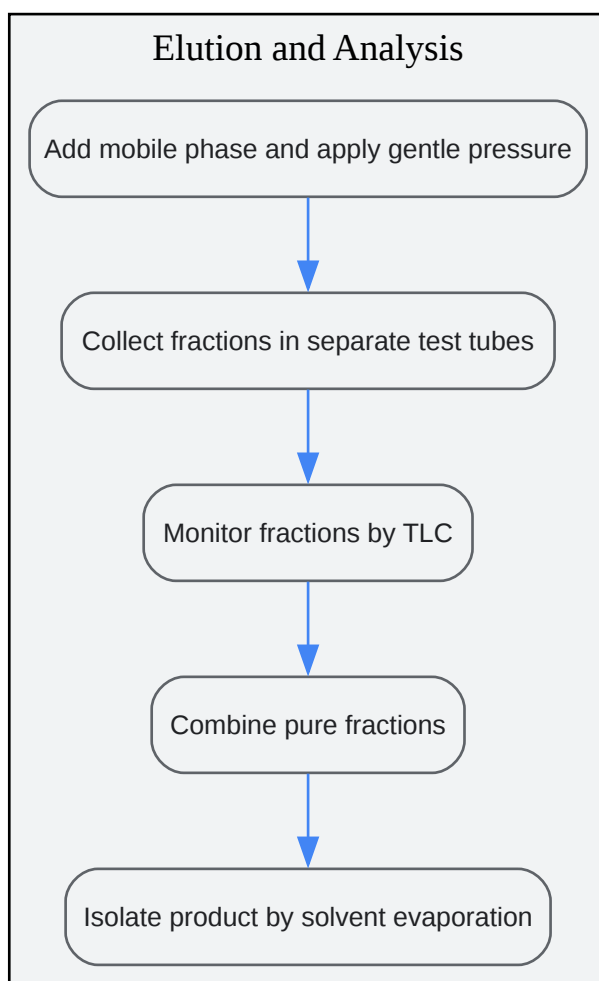 Elution and Analysis
Add mobile phase and apply gentle pressure
Collect fractions in separate test tubes
Monitor fractions by TLC
Combine pure fractions
Isolate product by solvent evaporation